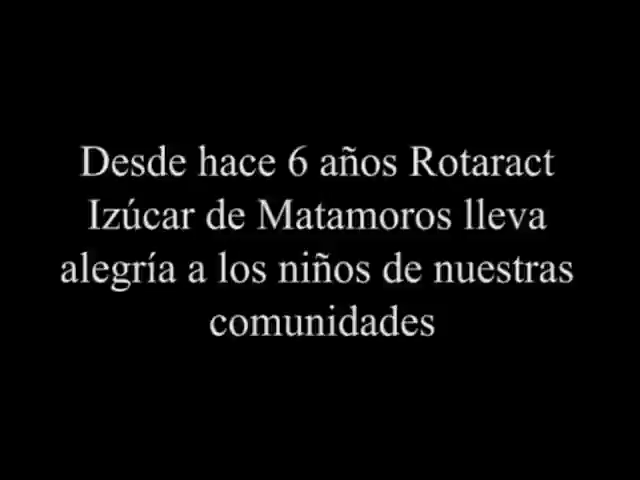 Desde hace 6 años Rotaract
Izúcar de Matamoros lleva
alegría a los niños de nuestras
comunidades